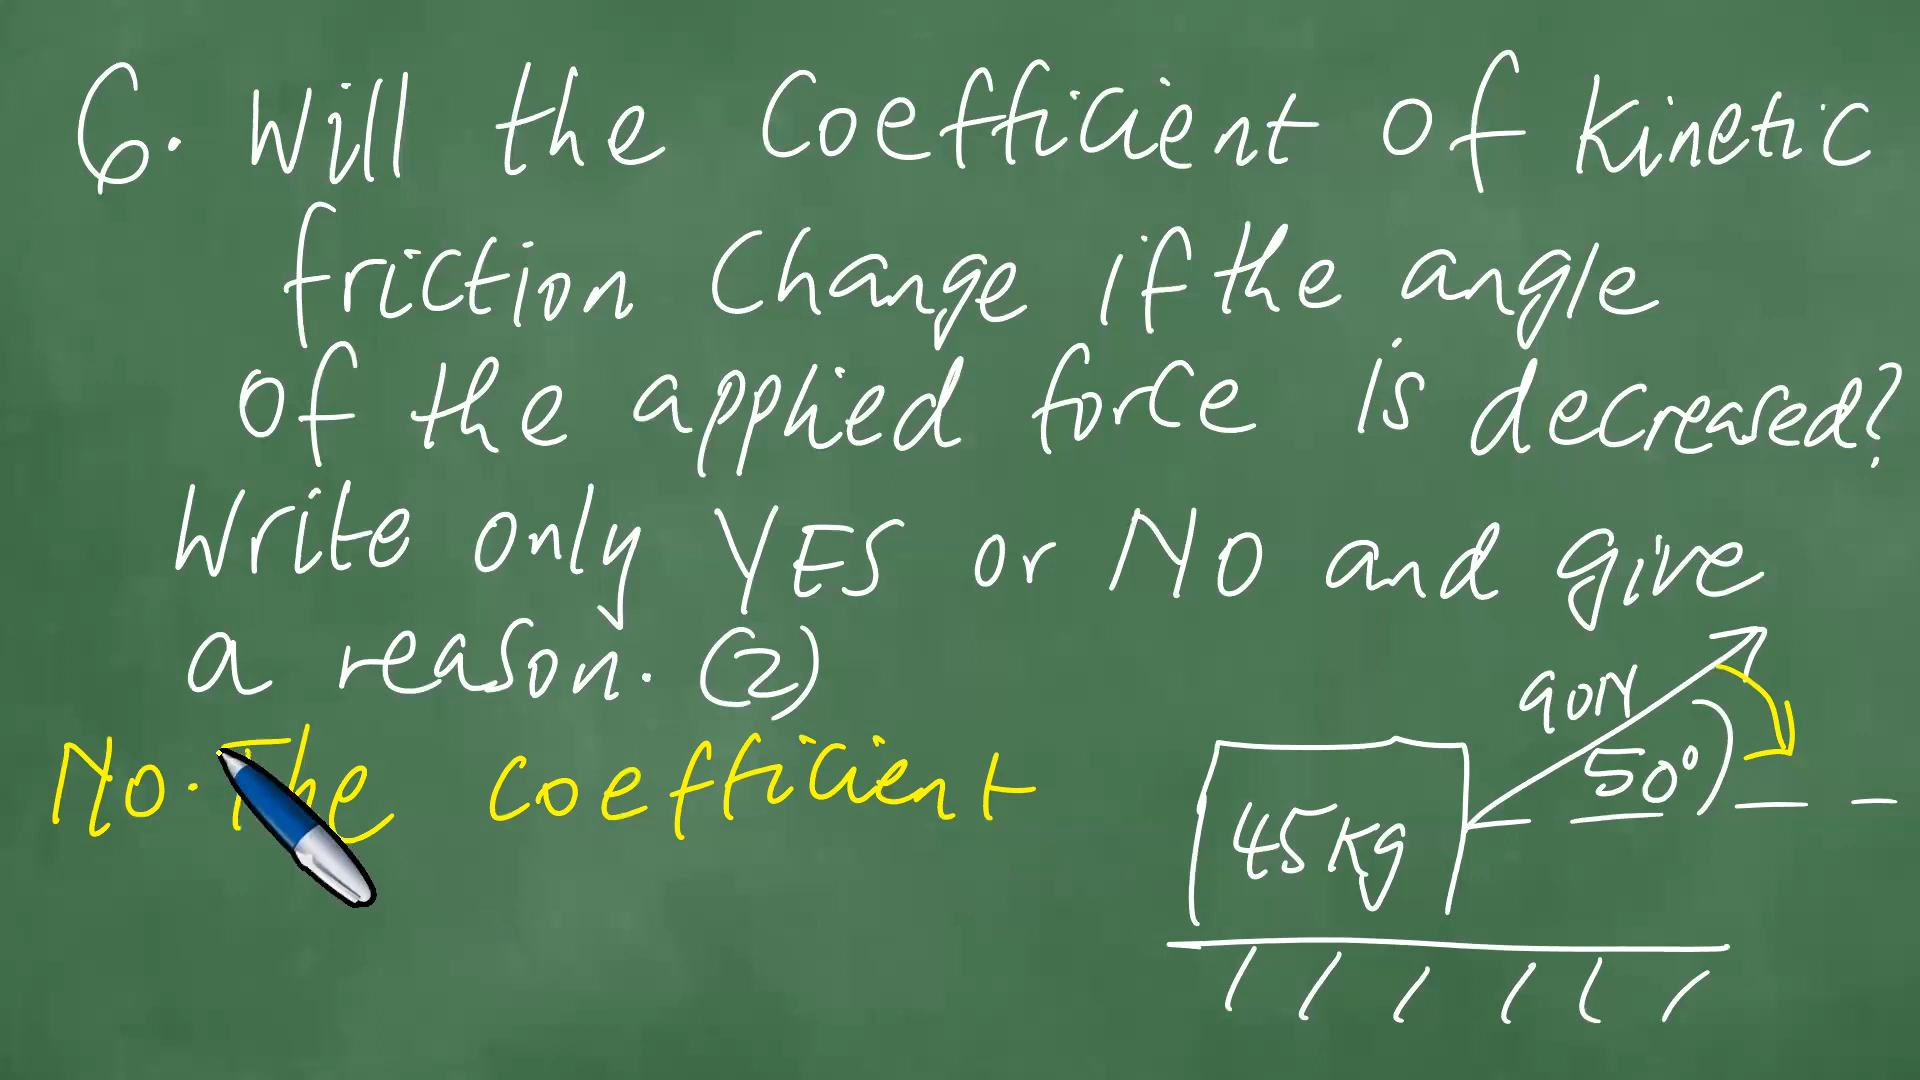 6. Will the Coefficient of Kinetic
friction Change if the angle
of the applied force is decreased?
Write only YES or NO and give
a reason. (2)
No. The coefficient
90N
50°
45Kg